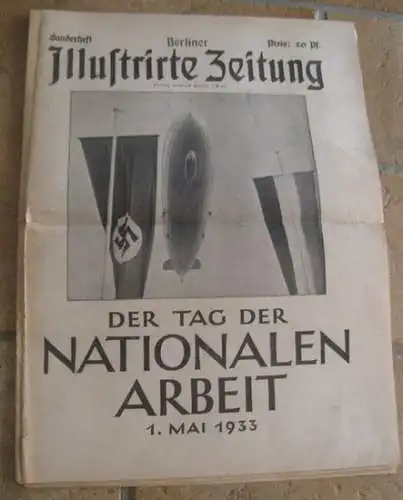 Sonderheft Berliner Preis: 20 Pf.
Illustrirte Zeitung
DER TAG DER
NATIONALEN
ARBEIT
1. MAI 1933